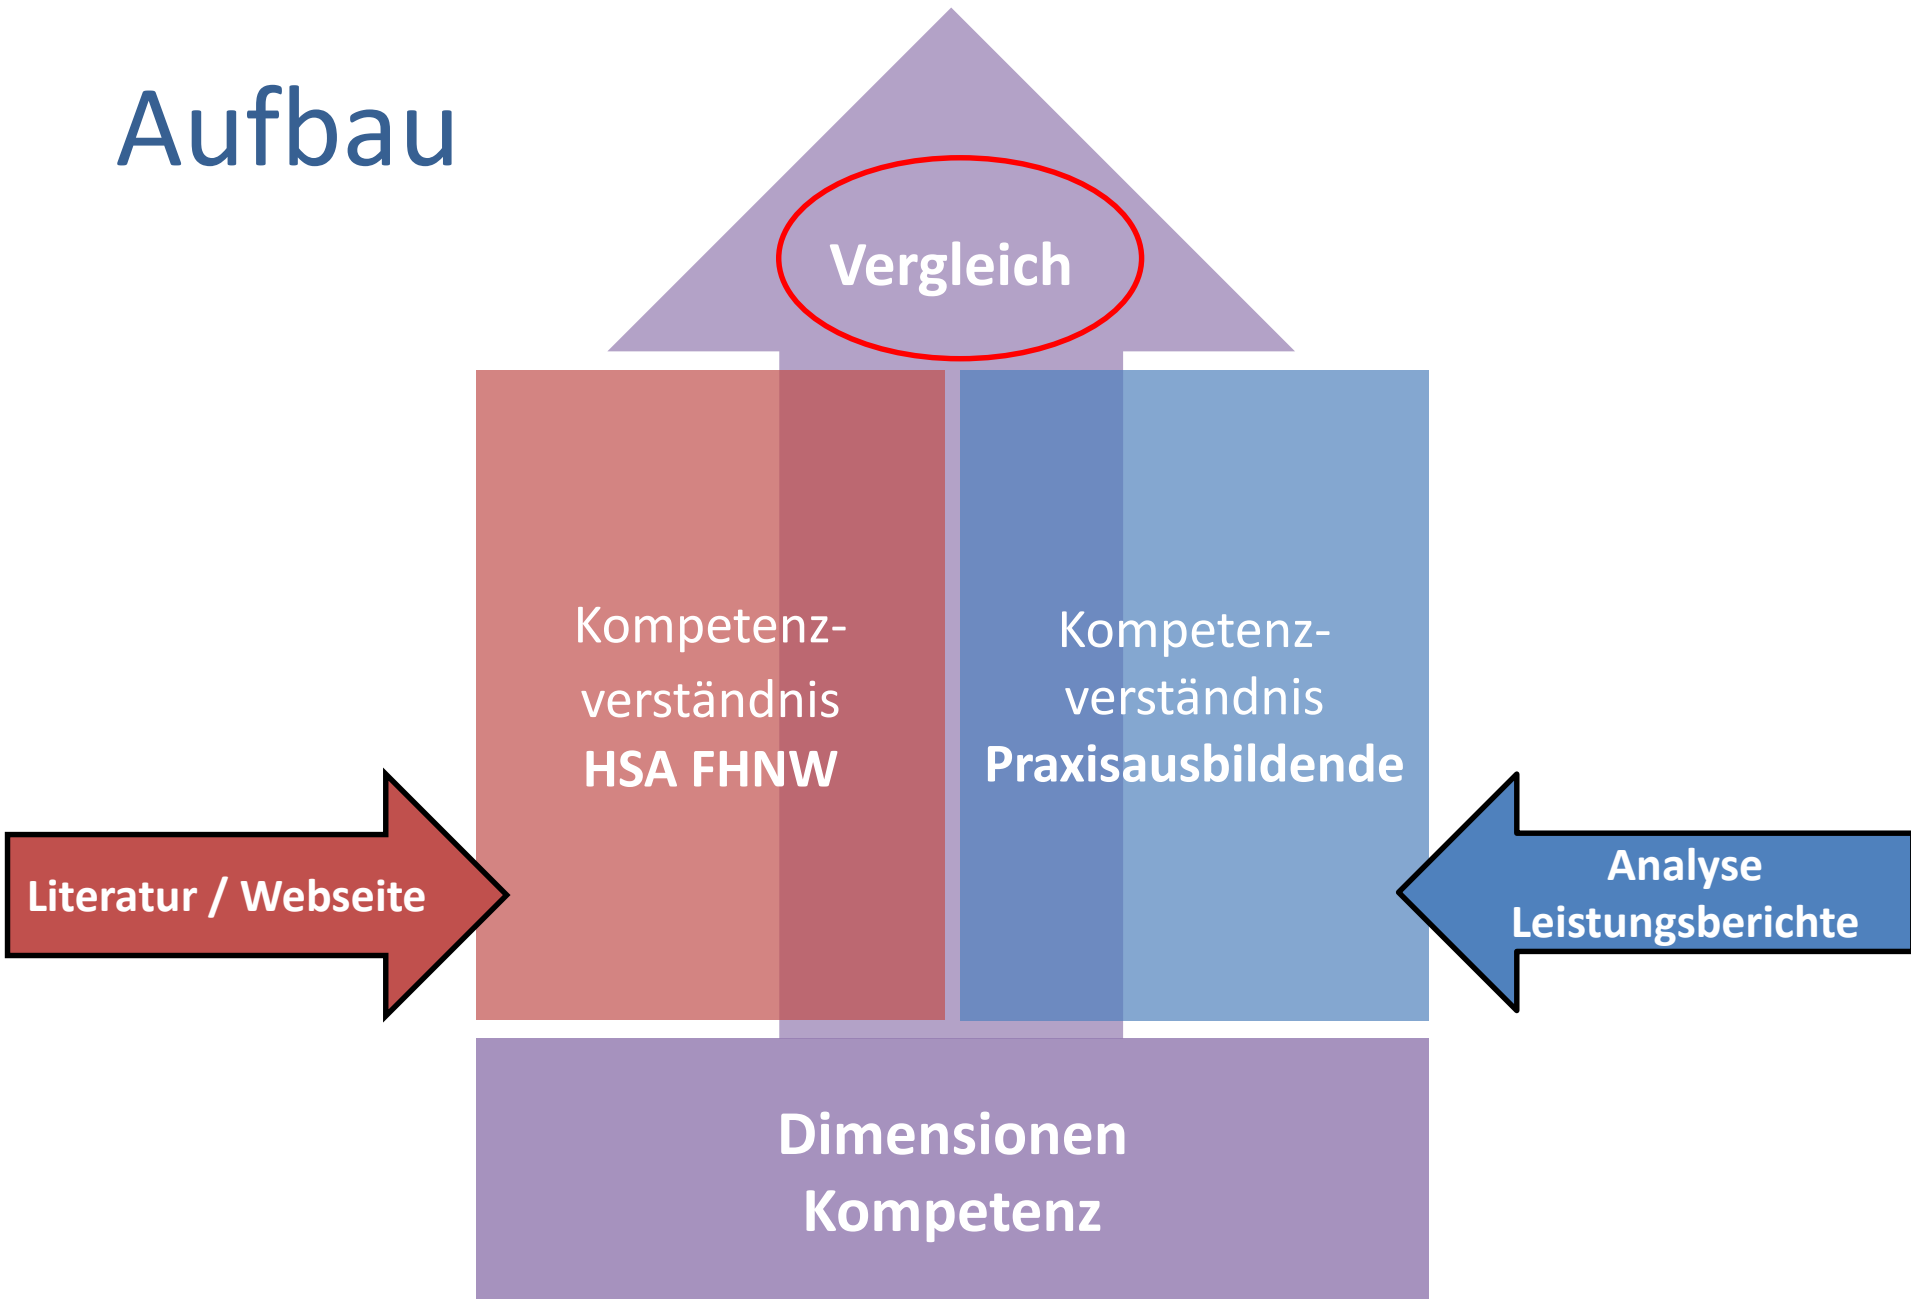 Aufbau
Vergleich
Kompetenz-
verständnis
HSA FHNW
Kompetenz-
verständnis
Praxisausbildende
Literatur / Webseite
Analyse
Leistungsberichte
Dimensionen
Kompetenz